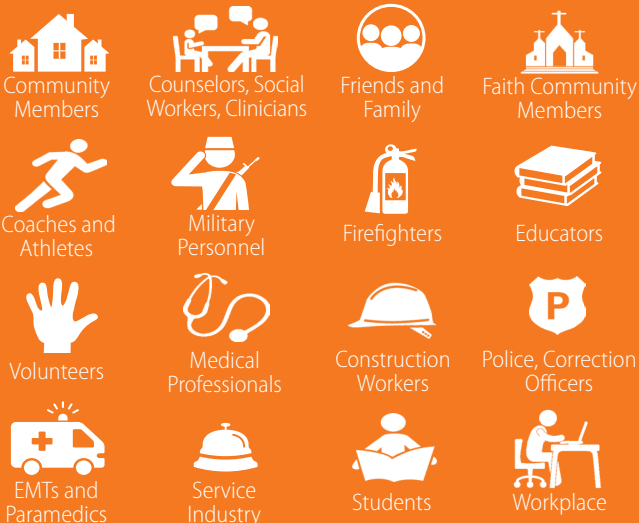 Community
Members
Counselors, Social
Workers, Clinicians
Friends and
Family
Faith Community
Members
Coaches and
Athletes
Military
Personnel
Firefighters
Educators
Volunteers
Medical
Professionals
Construction
Workers
P
Police, Correction
Officers
EMTs and
Paramedics
Service
Industry
Students
Workplace